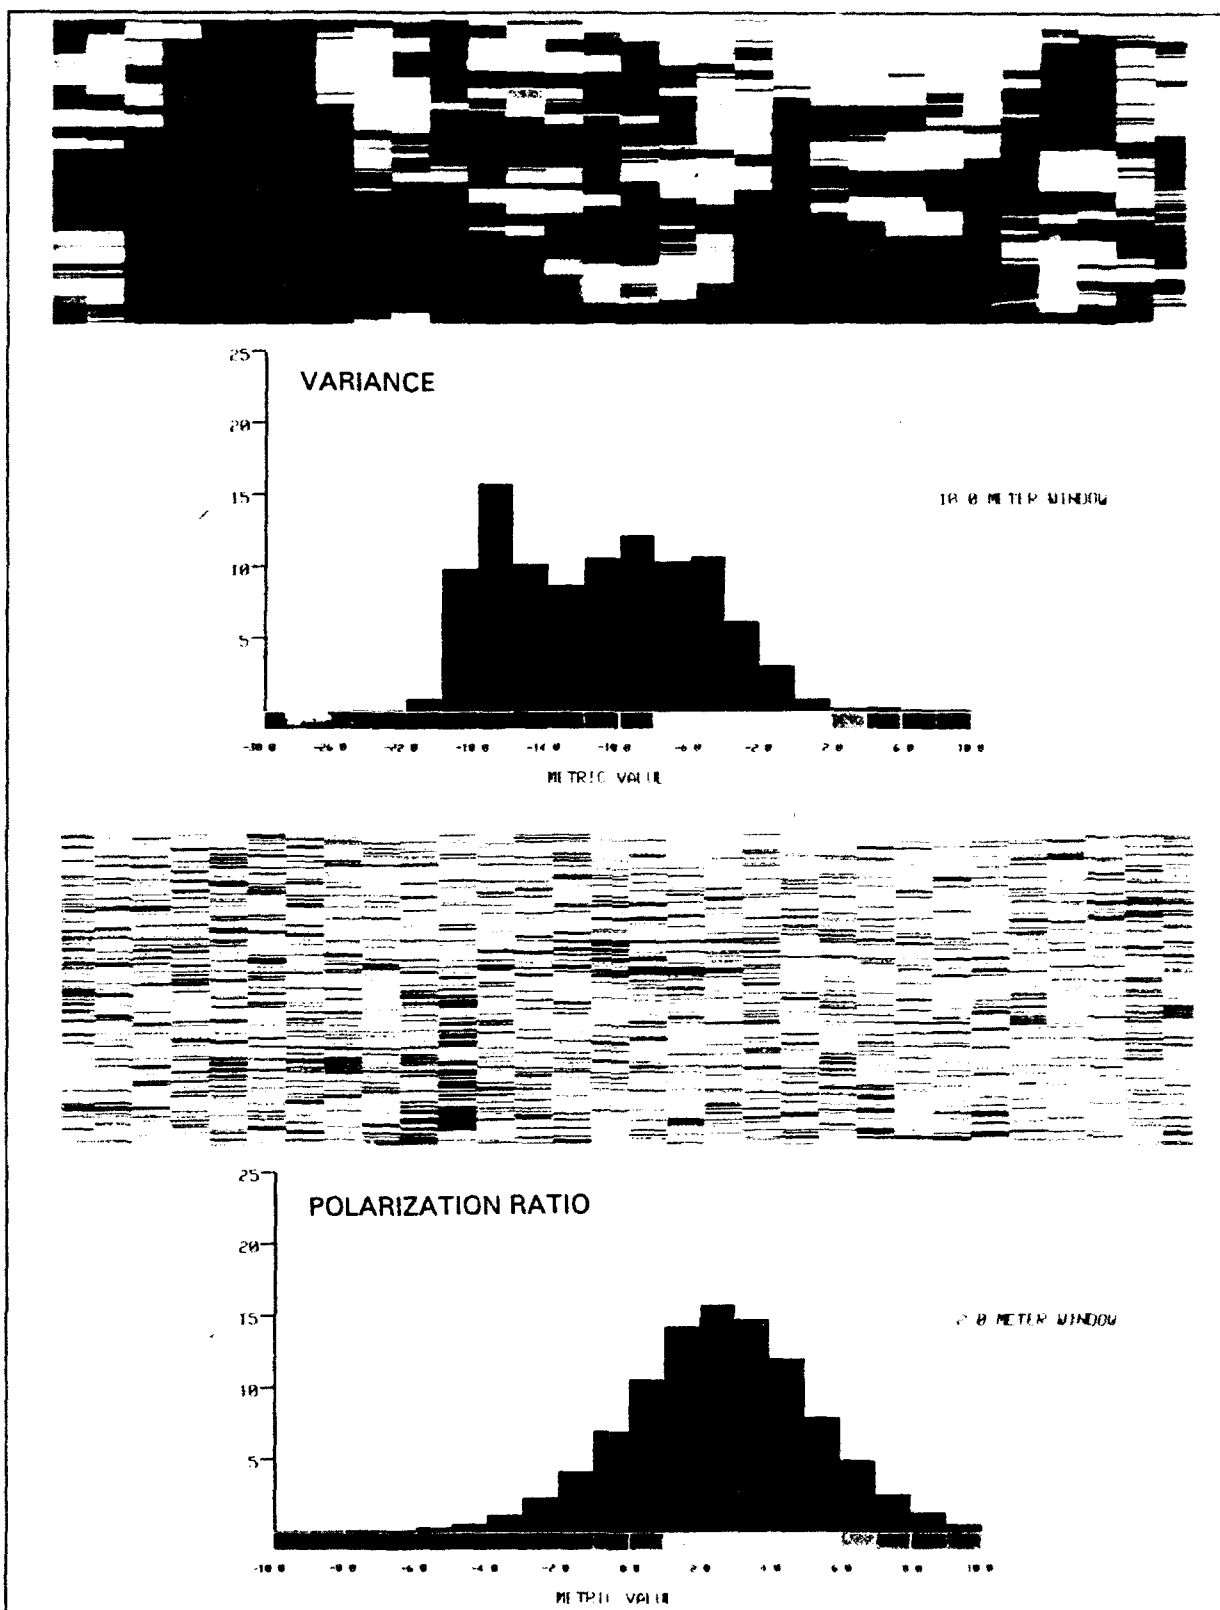 25
VARIANCE
20
15
10 0 METER WINDOW
10
5
-30.0 -26.0 -22.0 -18.0 -14.0 -10.0 -6.0 -2.0 2.0 6.0 10.0
METRIC VALUE
25
POLARIZATION RATIO
20
15
2 0 METER WINDOW
10
5
-10.0 -8.0 -6.0 -4.0 -2.0 0.0 2.0 4.0 6.0 8.0 10.0
METRIC VALUE